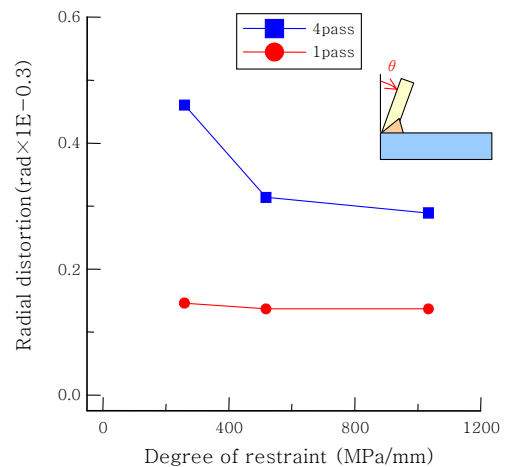 4pass
1pass
θ
0.6
0.4
0.2
0.0
Radial distortion(rad×1E−0.3)
0
400
800
1200
Degree of restraint (MPa/mm)